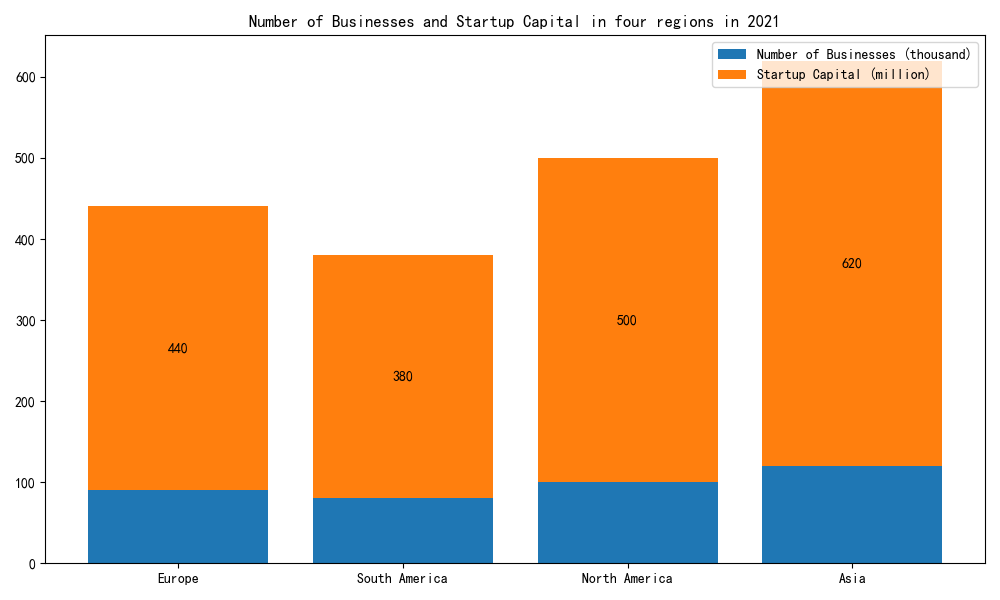 Number of Businesses and Startup Capital in four regions in 2021
Number of Businesses (thousand)
Startup Capital (million)
600
500
400
300
200
100
0
440
380
500
620
Europe
South America
North America
Asia